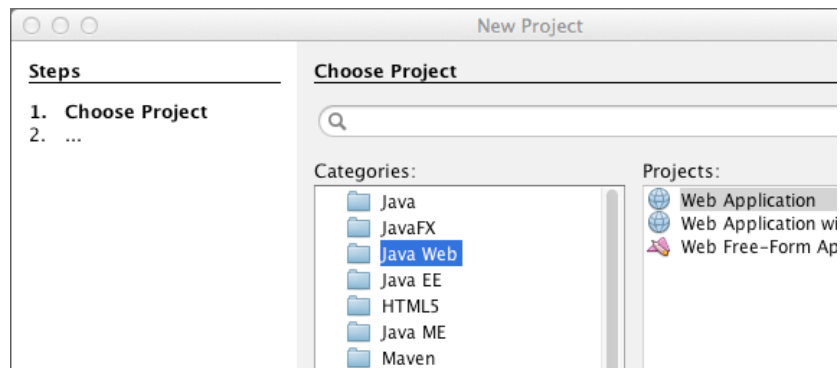 New Project
Steps
1. Choose Project
2. ...
Choose Project
Categories:
Java
JavaFX
Java Web
Java EE
HTML5
Java ME
Maven
Projects:
Web Application
Web Application wi
Web Free-Form Ap